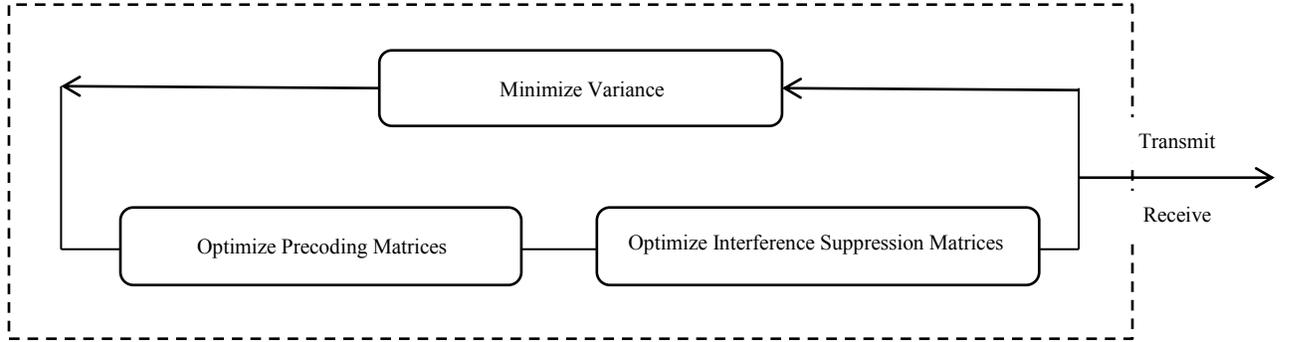 Minimize Variance
Transmit
Receive
Optimize Precoding Matrices
Optimize Interference Suppression Matrices